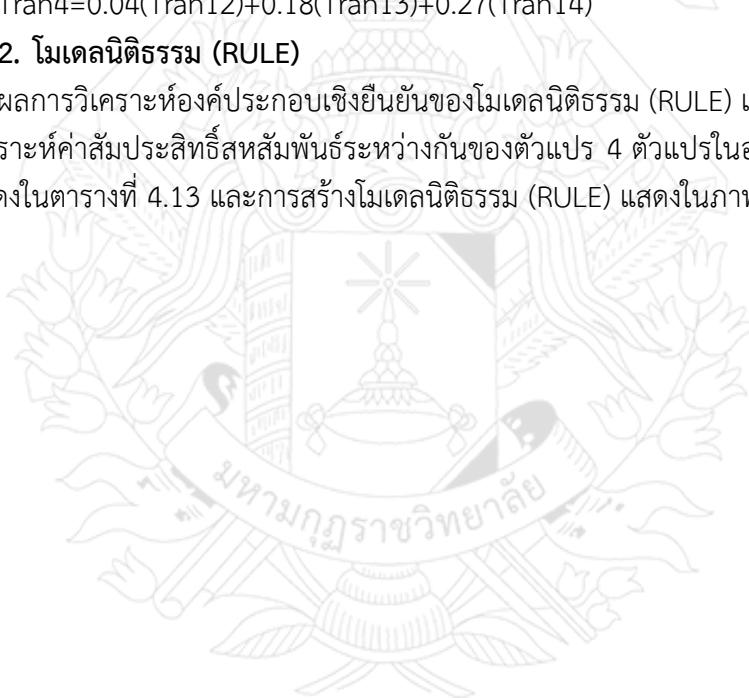 Tran4=0.04(Tran12)+0.18(Tran13)+0.27(Tran14)
2. โมเดลนิติธรรม (RULE)
ผลการวิเคราะห์องค์ประกอบเชิงยืนยันของโมเดลนิติธรรม (RULE)
ราะห์ค่าสัมประสิทธิ์สหสัมพันธ์ระหว่างกันของตัวแปร 4 ตัวแปรใน
ดงในตารางที่ 4.13 และการสร้างโมเดลนิติธรรม (RULE) แสดงในภาพ
มหามกุฏราชวิทยาลัย